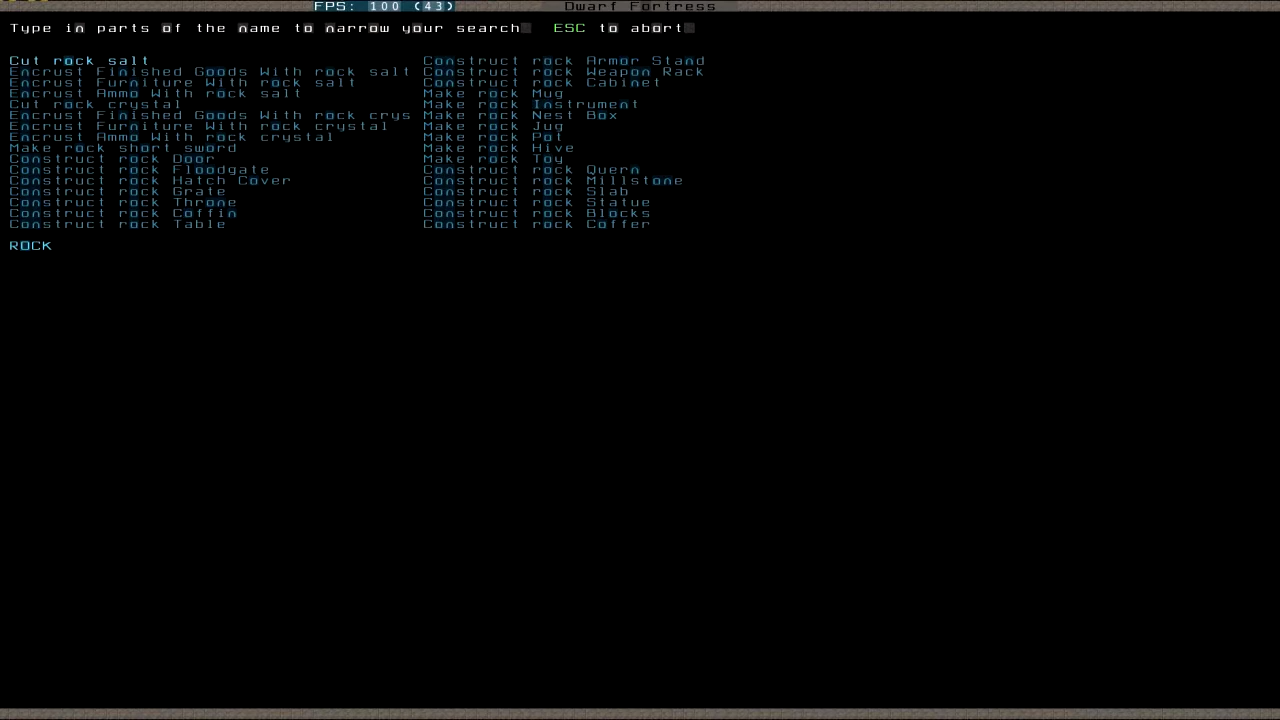 FPS: 100 (43) Dwarf Fortress
Type in parts of the name to narrow your search. ESC to abort.
Cut rock salt
Encrust Finished Goods With rock salt
Encrust Furniture With rock salt
Encrust Ammo With rock salt
Cut rock crystal
Encrust Finished Goods With rock crys
Encrust Furniture With rock crystal
Encrust Ammo With rock crystal
Make rock short sword
Construct rock Door
Construct rock Floodgate
Construct rock Hatch Cover
Construct rock Grate
Construct rock Throne
Construct rock Coffin
Construct rock Table
Construct rock Armor Stand
Construct rock Weapon Rack
Construct rock Cabinet
Make rock Mug
Make rock Instrument
Make rock Nest Box
Make rock Jug
Make rock Pot
Make rock Hive
Make rock Toy
Construct rock Quern
Construct rock Millstone
Construct rock Slab
Construct rock Statue
Construct rock Blocks
Construct rock Coffer
ROCK